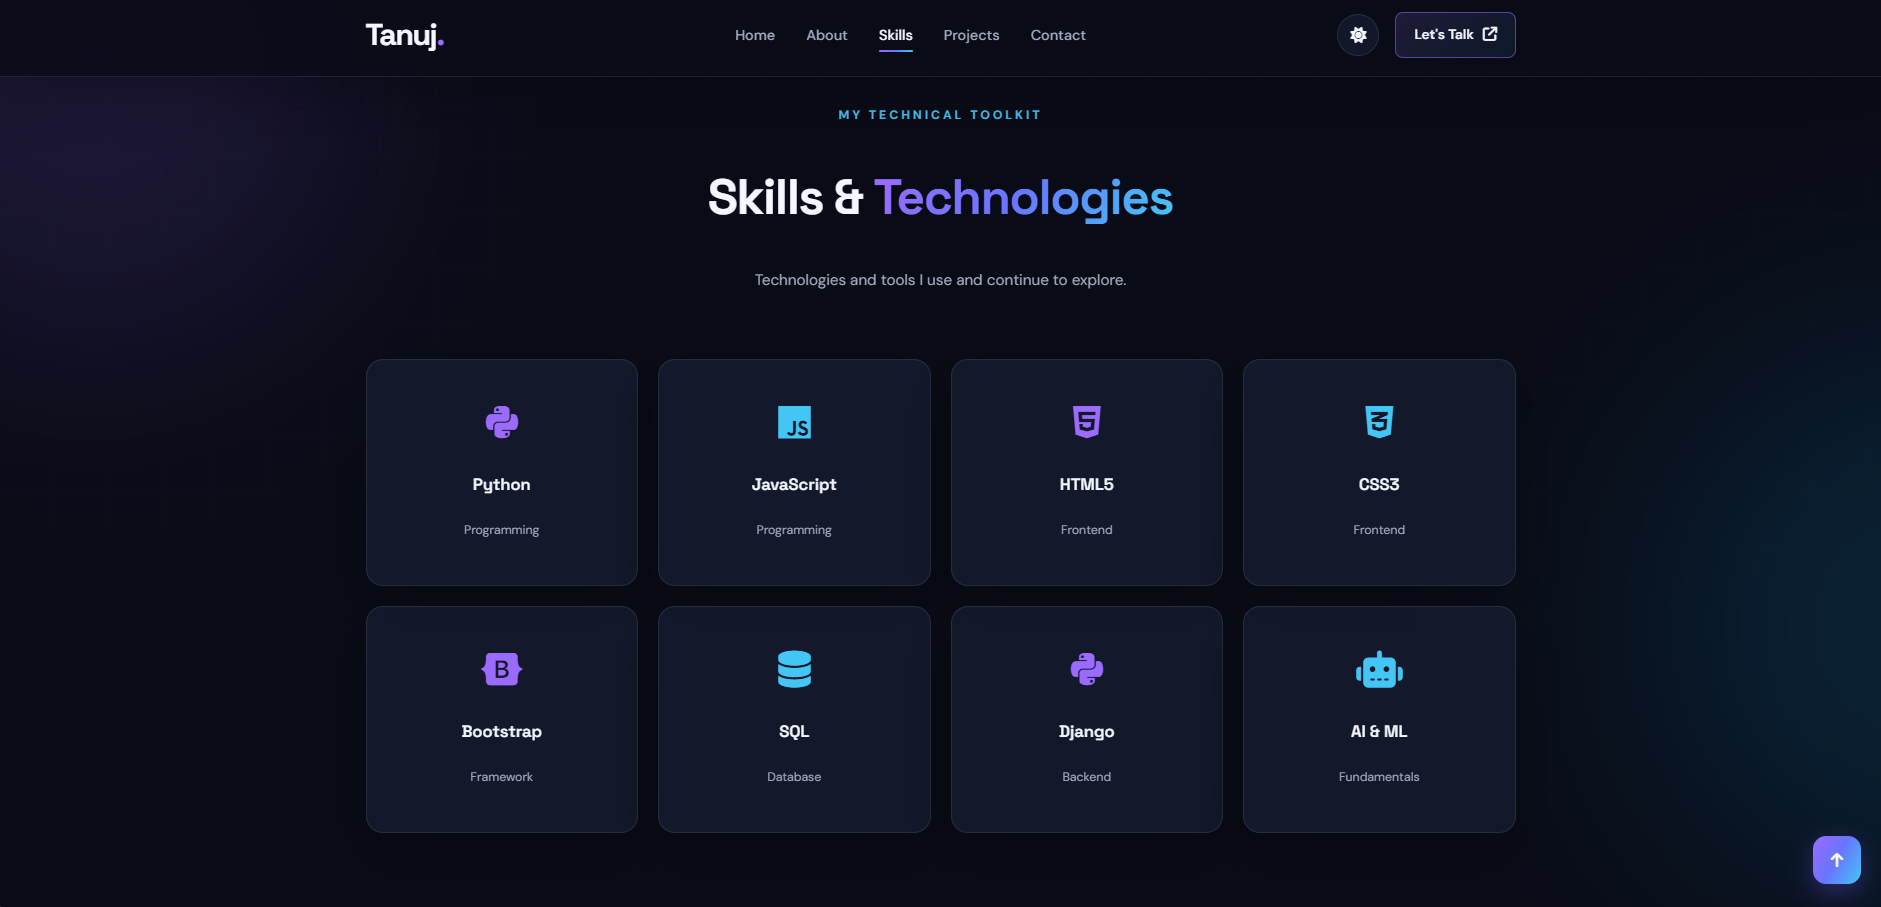 Tanuj.
Home About Skills Projects Contact
Let's Talk
MY TECHNICAL TOOLKIT
Skills & Technologies
Technologies and tools I use and continue to explore.
JS
5
3
Python JavaScript HTML5 CSS3
Programming Programming Frontend Frontend
B
Bootstrap SQL Django AI & ML
Framework Database Backend Fundamentals